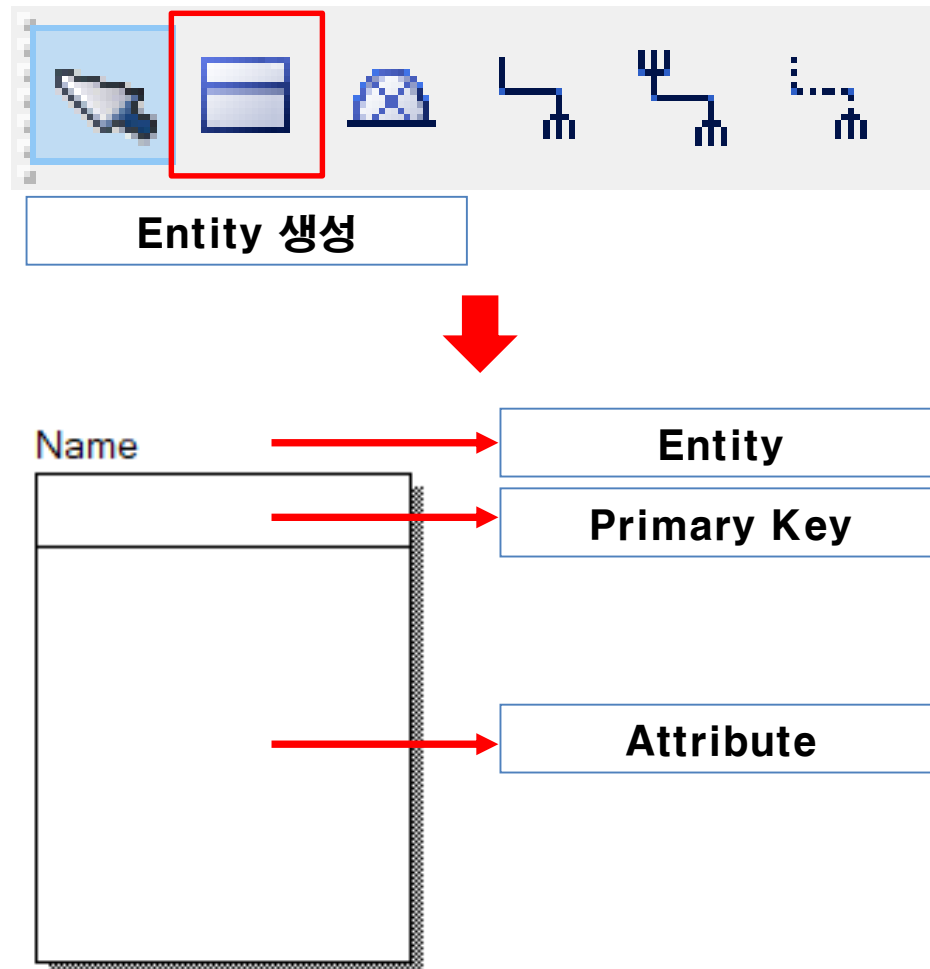 Entity 생성
Name
Entity
Primary Key
Attribute